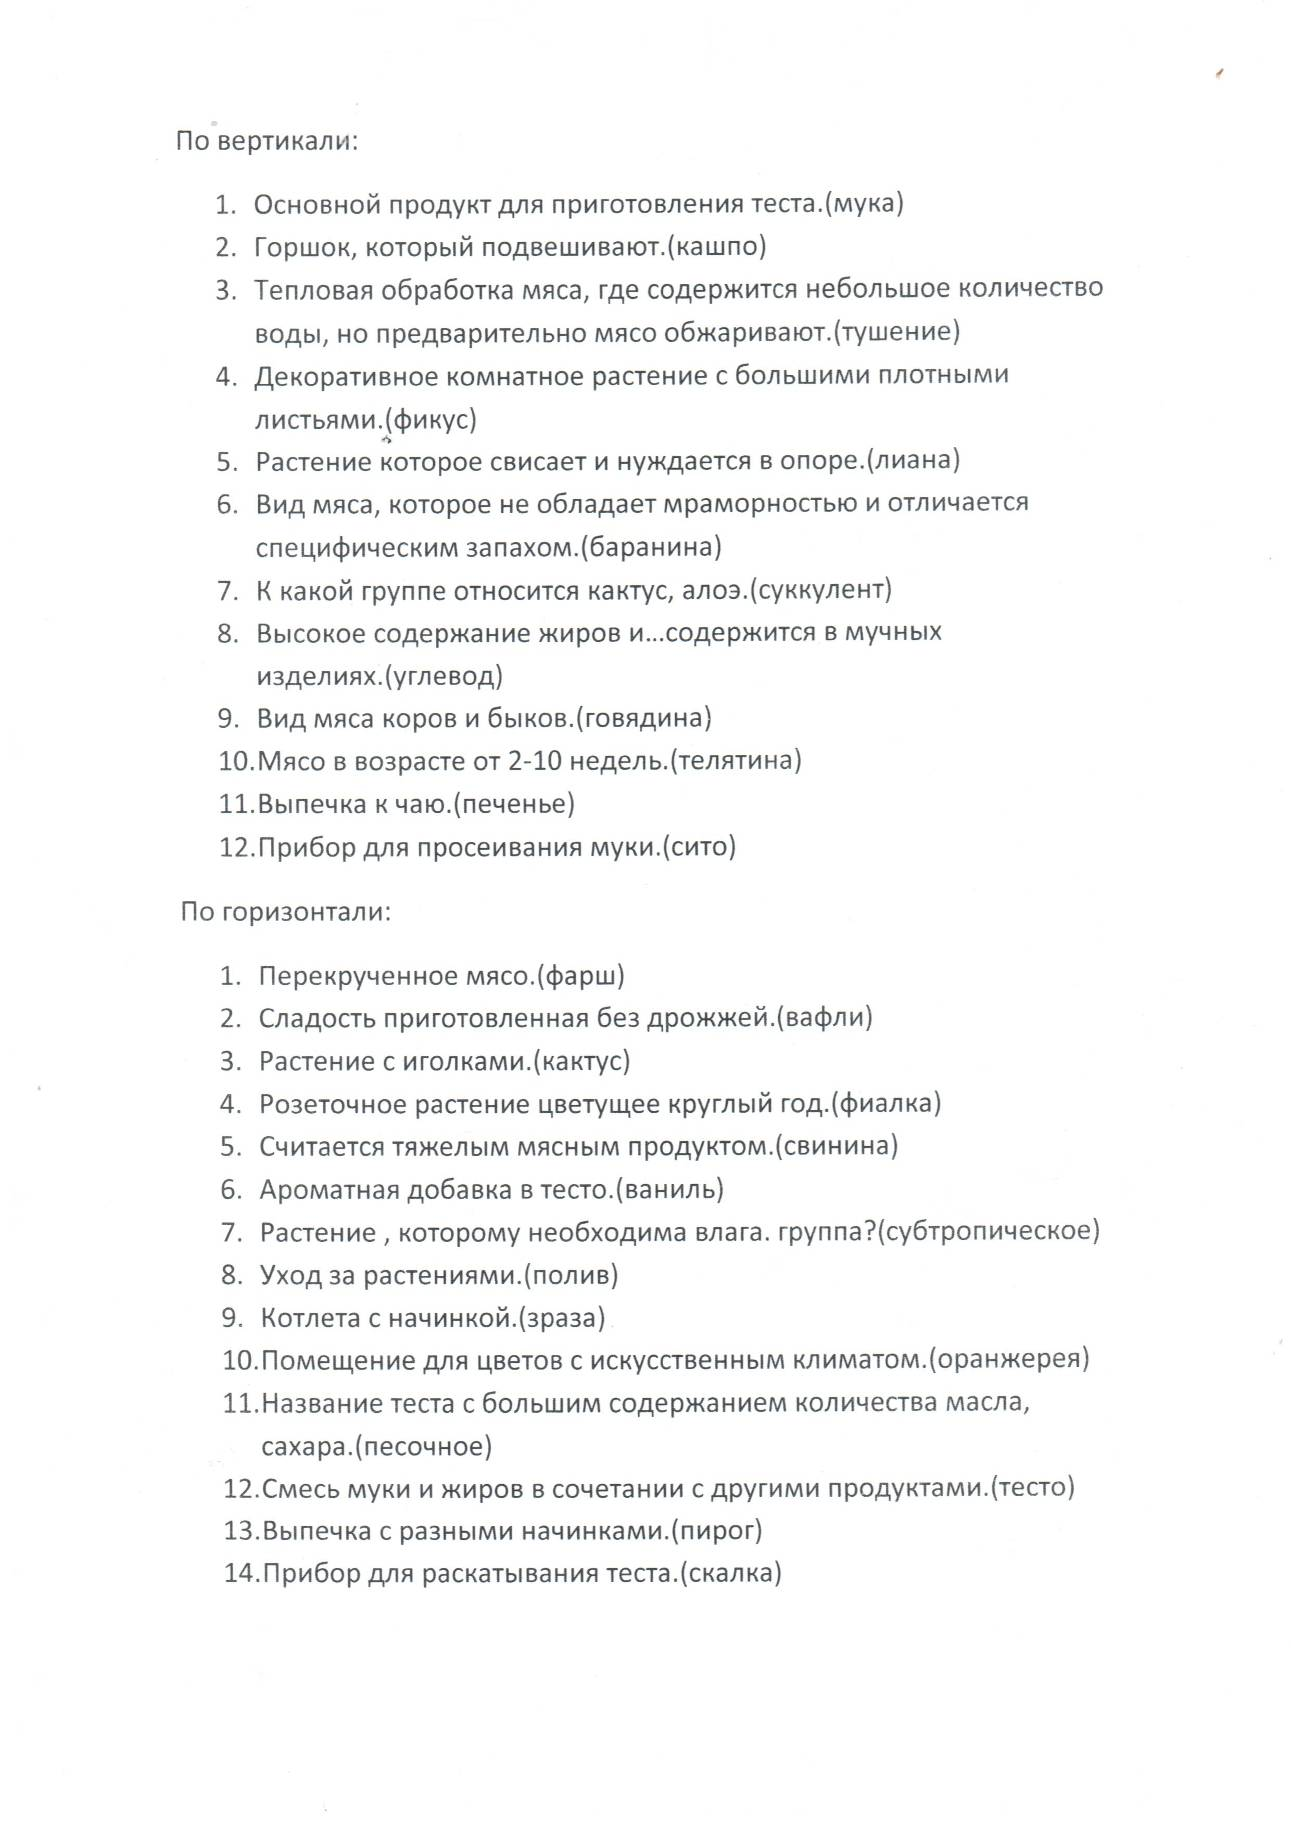 По вертикали:
1. Основной продукт для приготовления теста.(мука)
2. Горшок, который подвешивают.(кашпо)
3. Тепловая обработка мяса, где содержится небольшое количество
воды, но предварительно мясо обжаривают.(тушение)
4. Декоративное комнатное растение с большими плотными
листьями.(фикус)
5. Растение которое свисает и нуждается в опоре.(лиана)
6. Вид мяса, которое не обладает мраморностью и отличается
специфическим запахом.(баранина)
7. К какой группе относится кактус, алоэ.(суккулент)
8. Высокое содержание жиров и...содержится в мучных
изделиях.(углевод)
9. Вид мяса коров и быков.(говядина)
10.Мясо в возрасте от 2-10 недель.(телятина)
11.Выпечка к чаю.(печенье)
12.Прибор для просеивания муки.(сито)
По горизонтали:
1. Перекрученное мясо.(фарш)
2. Сладость приготовленная без дрожжей.(вафли)
3. Растение с иголками.(кактус)
4. Розеточное растение цветущее круглый год.(фиалка)
5. Считается тяжелым мясным продуктом.(свинина)
6. Ароматная добавка в тесто.(ваниль)
7. Растение , которому необходима влага. группа?(субтропическое)
8. Уход за растениями.(полив)
9. Котлета с начинкой.(зраза)
10.Помещение для цветов с искусственным климатом.(оранжерея)
11.Название теста с большим содержанием количества масла,
сахара.(песочное)
12.Смесь муки и жиров в сочетании с другими продуктами.(тесто)
13.Выпечка с разными начинками.(пирог)
14.Прибор для раскатывания теста.(скалка)